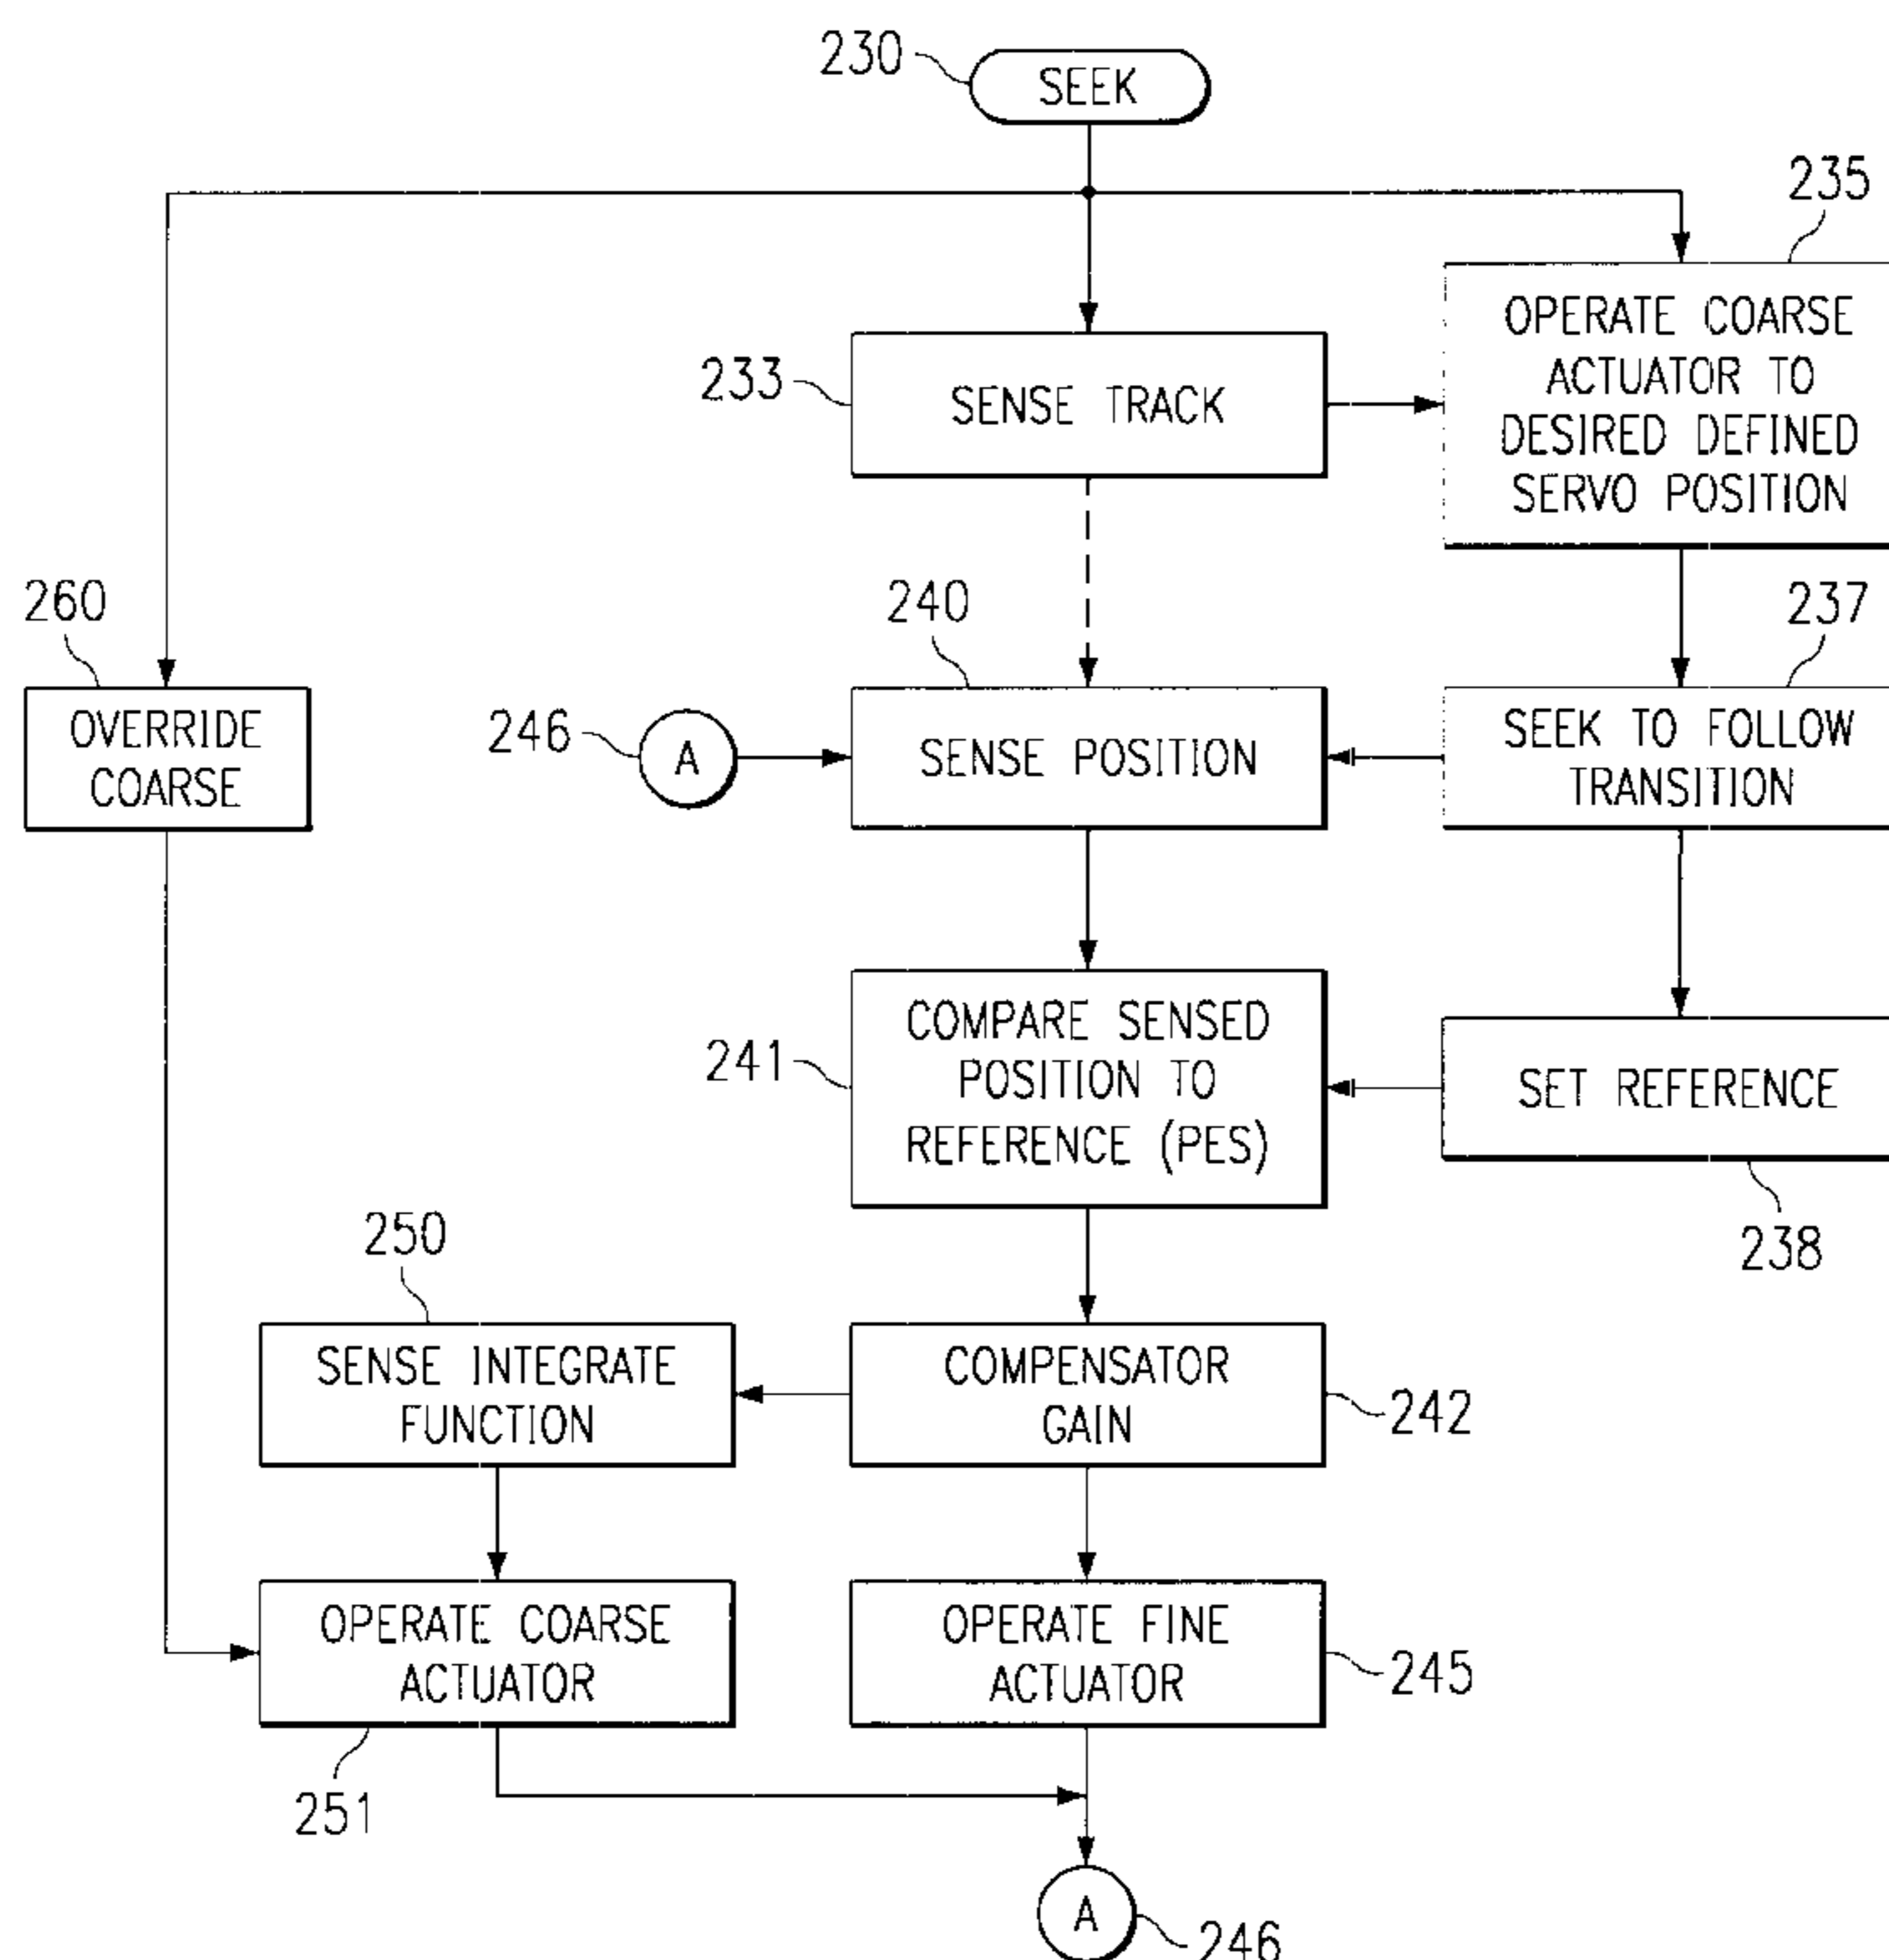 230
SEEK
235
OPERATE COARSE
ACTUATOR TO
DESIRED DEFINED
SERVO POSITION
233
SENSE TRACK
260
OVERRIDE
COARSE
240
237
246
A
SENSE POSITION
SEEK TO FOLLOW
TRANSITION
241
COMPARE SENSED
POSITION TO
REFERENCE (PES)
SET REFERENCE
238
250
SENSE INTEGRATE
FUNCTION
COMPENSATOR
GAIN
242
OPERATE COARSE
ACTUATOR
251
OPERATE FINE
ACTUATOR
245
A
246